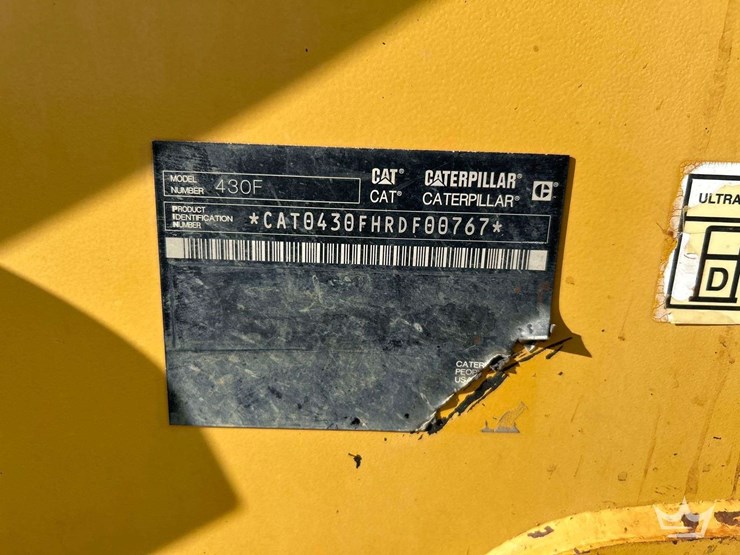 MODEL NUMBER 430F
CAT CATERPILLAR C
CAT® CATERPILLAR®
PRODUCT IDENTIFICATION NUMBER *CAT0430FHRDF00767*
ULTRA
D